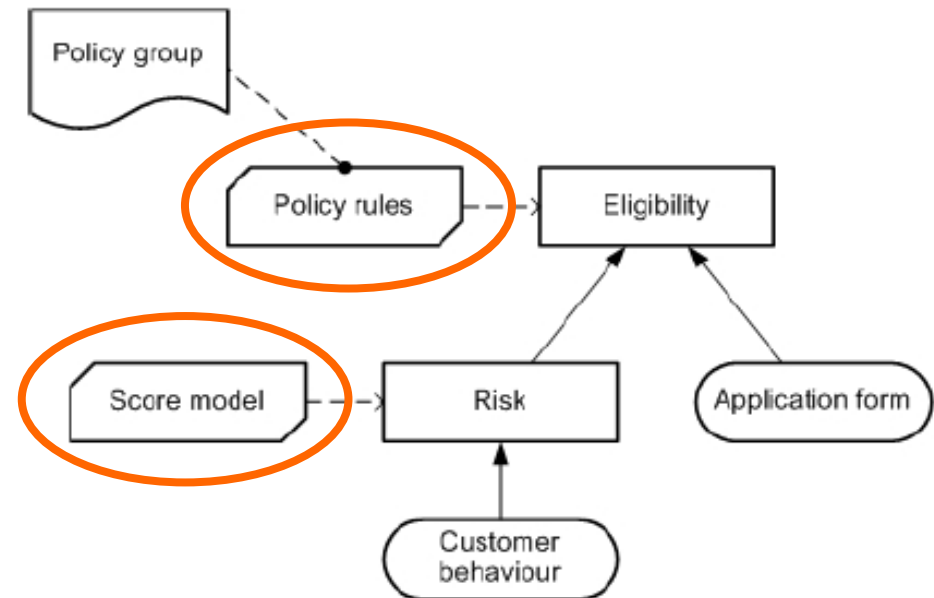 Policy group
Policy rules
Eligibility
Score model
Risk
Application form
Customer
behaviour